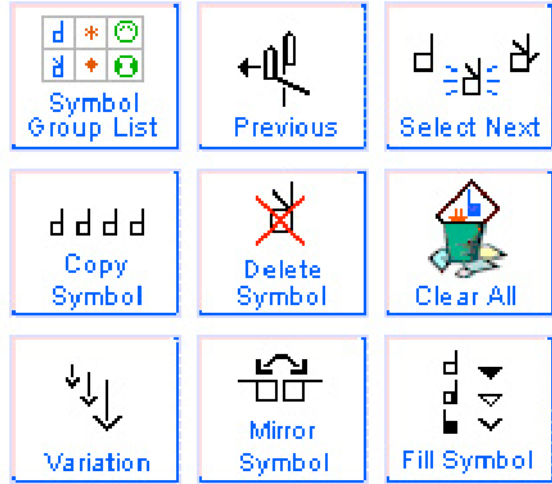 Symbol
Group List
Previous
Select Next
Copy
Symbol
Delete
Symbol
Clear All
Variation
Mirror
Symbol
Fill Symbol